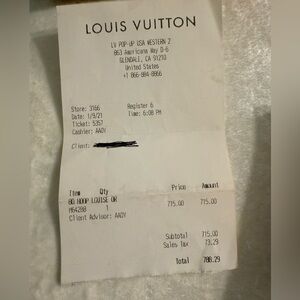 LOUIS VUITTON
LV POP-UP USA WESTERN 2
863 Americana Way D-6
GLENDALE, CA 91210
United States
+1 866-884-8866
Store: 3166 Register 6
Date: 1/9/21 Time: 6:08 PM
Ticket: 5357
Cashier: ANDY
Client:
Item Qty Price Amount
BO HOOP LOUISE OR 715.00 715.00
M64288 1
Client Advisor: ANDY
Subtotal 715.00
Sales Tax 73.29
Total 788.29